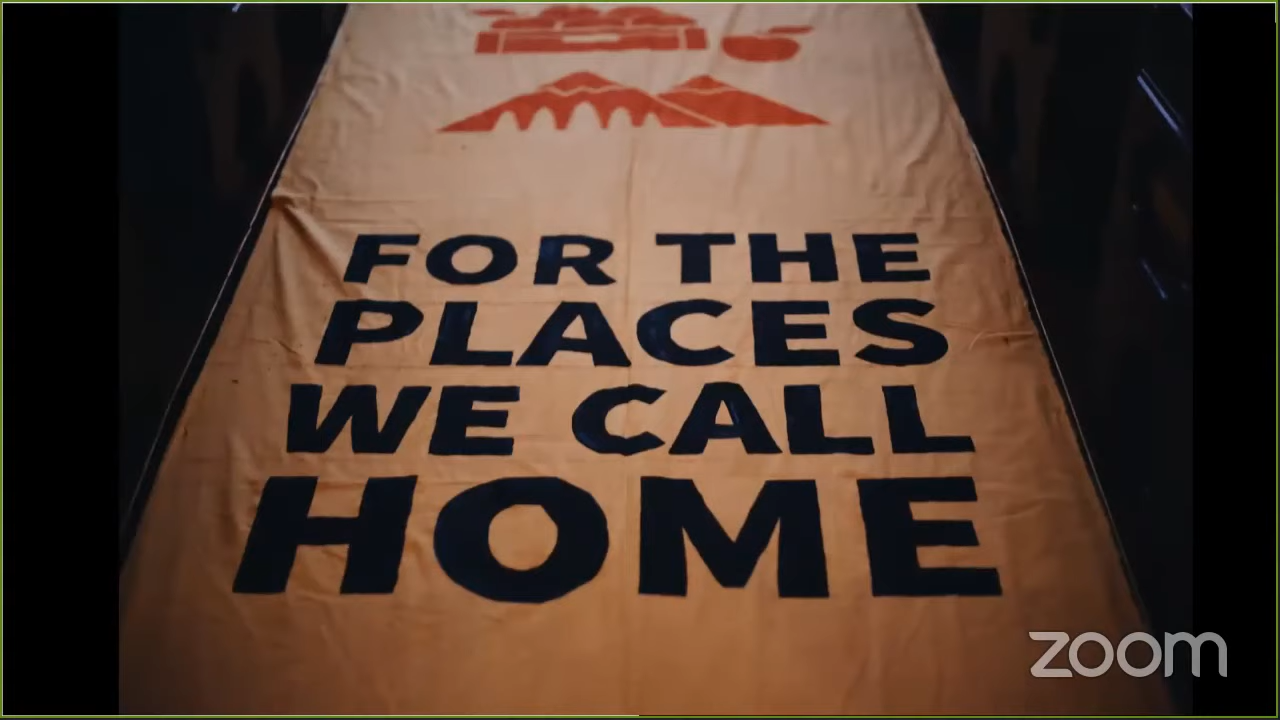 FOR THE
PLACES
WE CALL
HOME
zoom